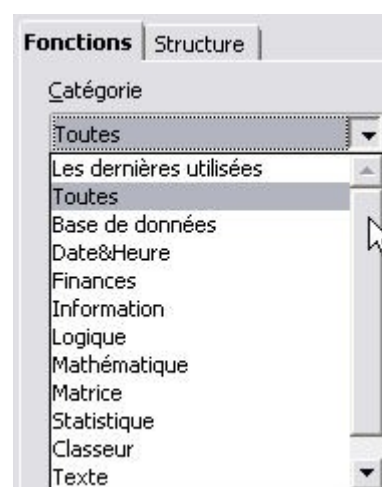 Fonctions Structure
Catégorie
Toutes
Les dernières utilisées
Toutes
Base de données
Date&Heure
Finances
Information
Logique
Mathématique
Matrice
Statistique
Classeur
Texte